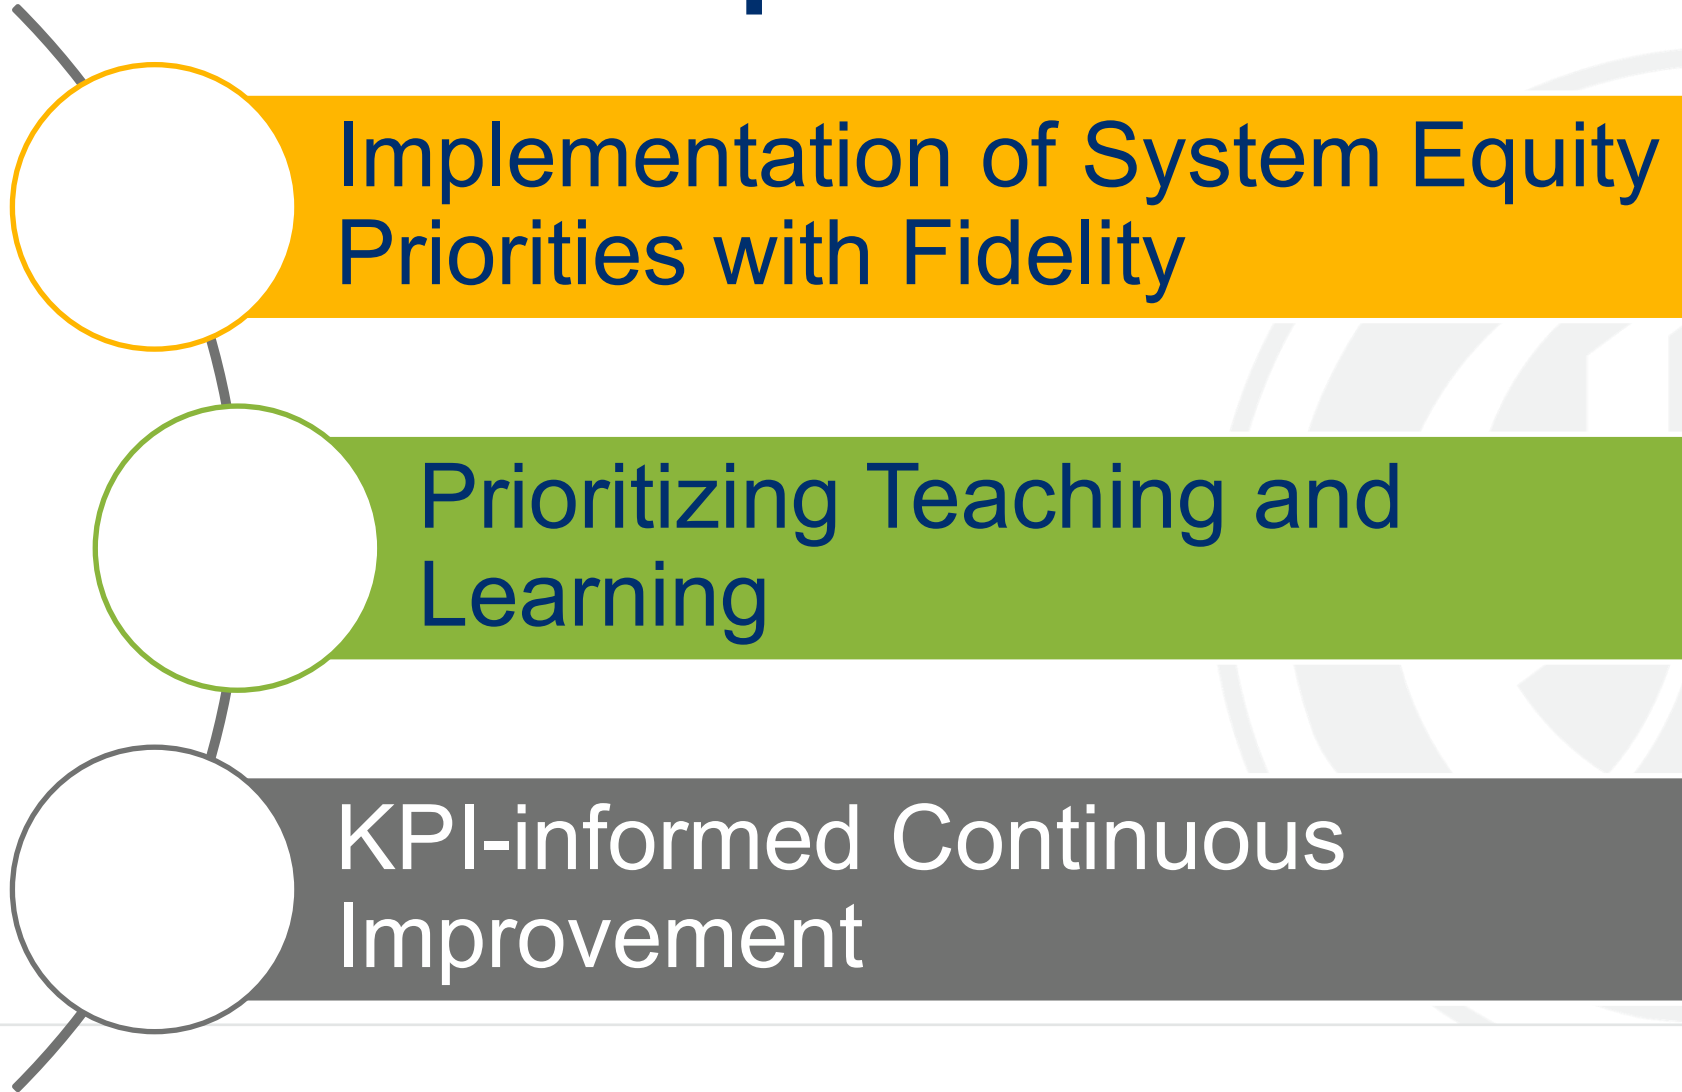 Implementation of System Equity
Priorities with Fidelity
Prioritizing Teaching and
Learning
KPI-informed Continuous
Improvement